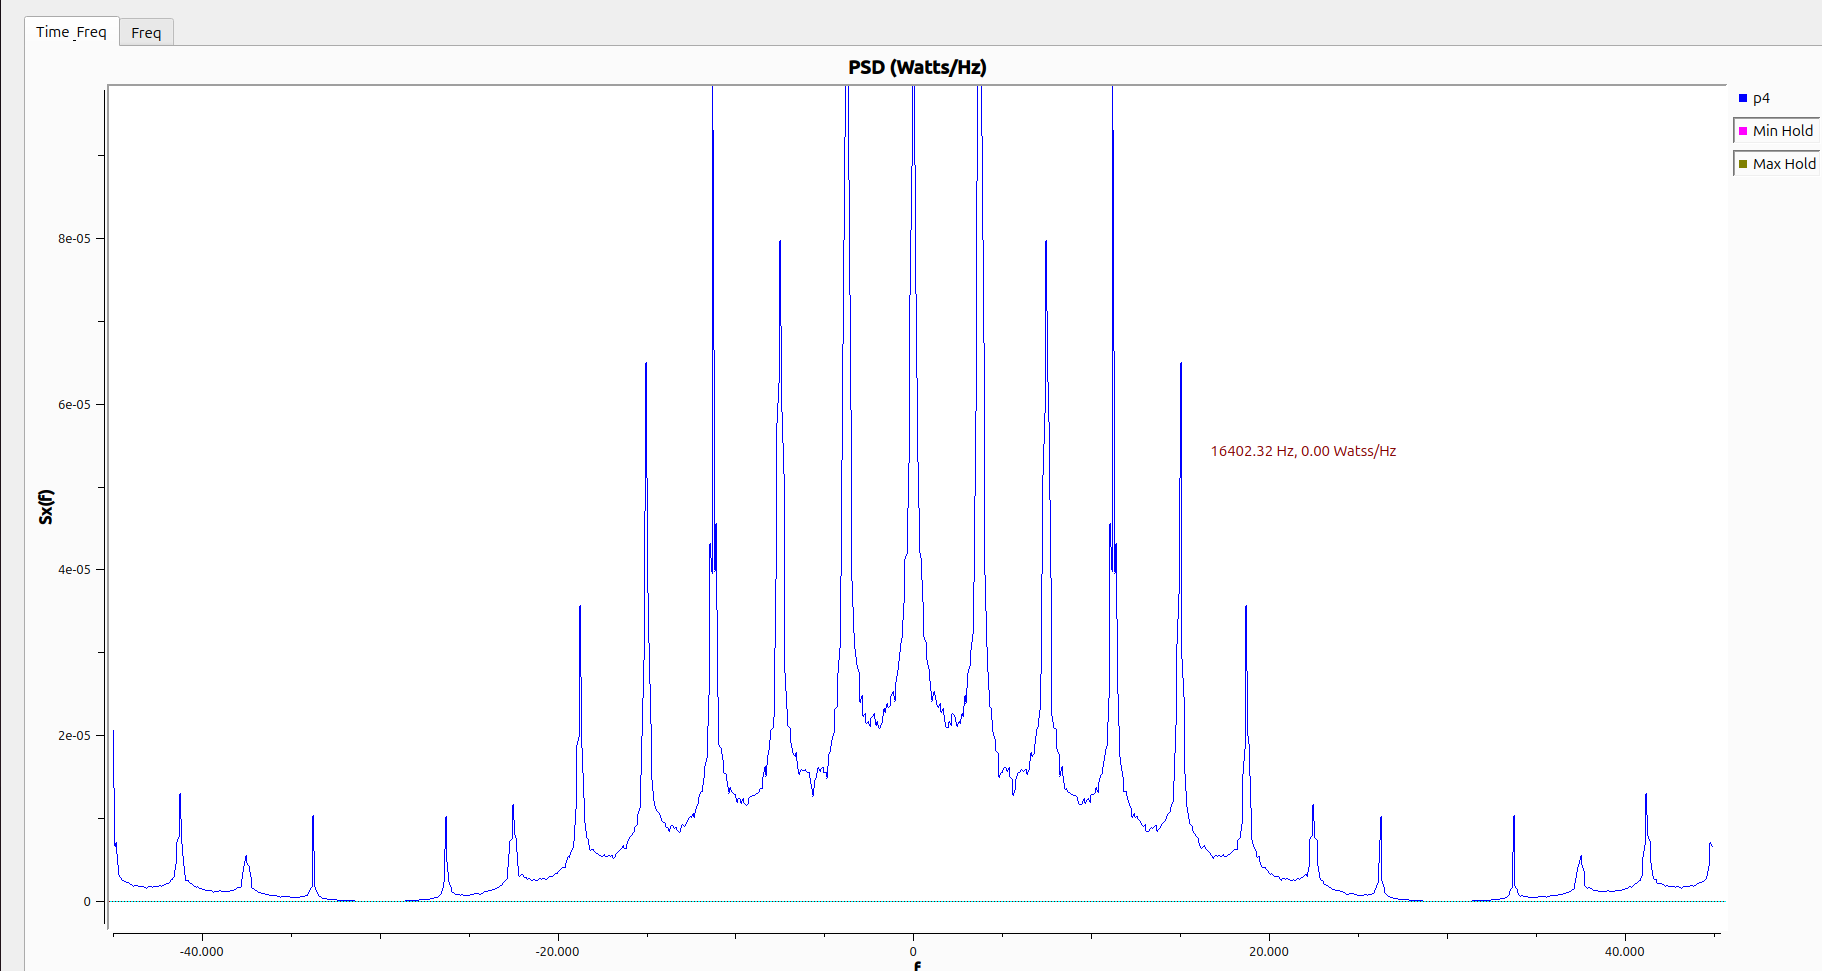 Time_Freq
Freq
PSD (Watts/Hz)
p4
Min Hold
Max Hold
8e-05
6e-05
16402.32 Hz, 0.00 Watss/Hz
Sx(f)
4e-05
2e-05
0
-40.000
-20.000
0
20.000
40.000
f